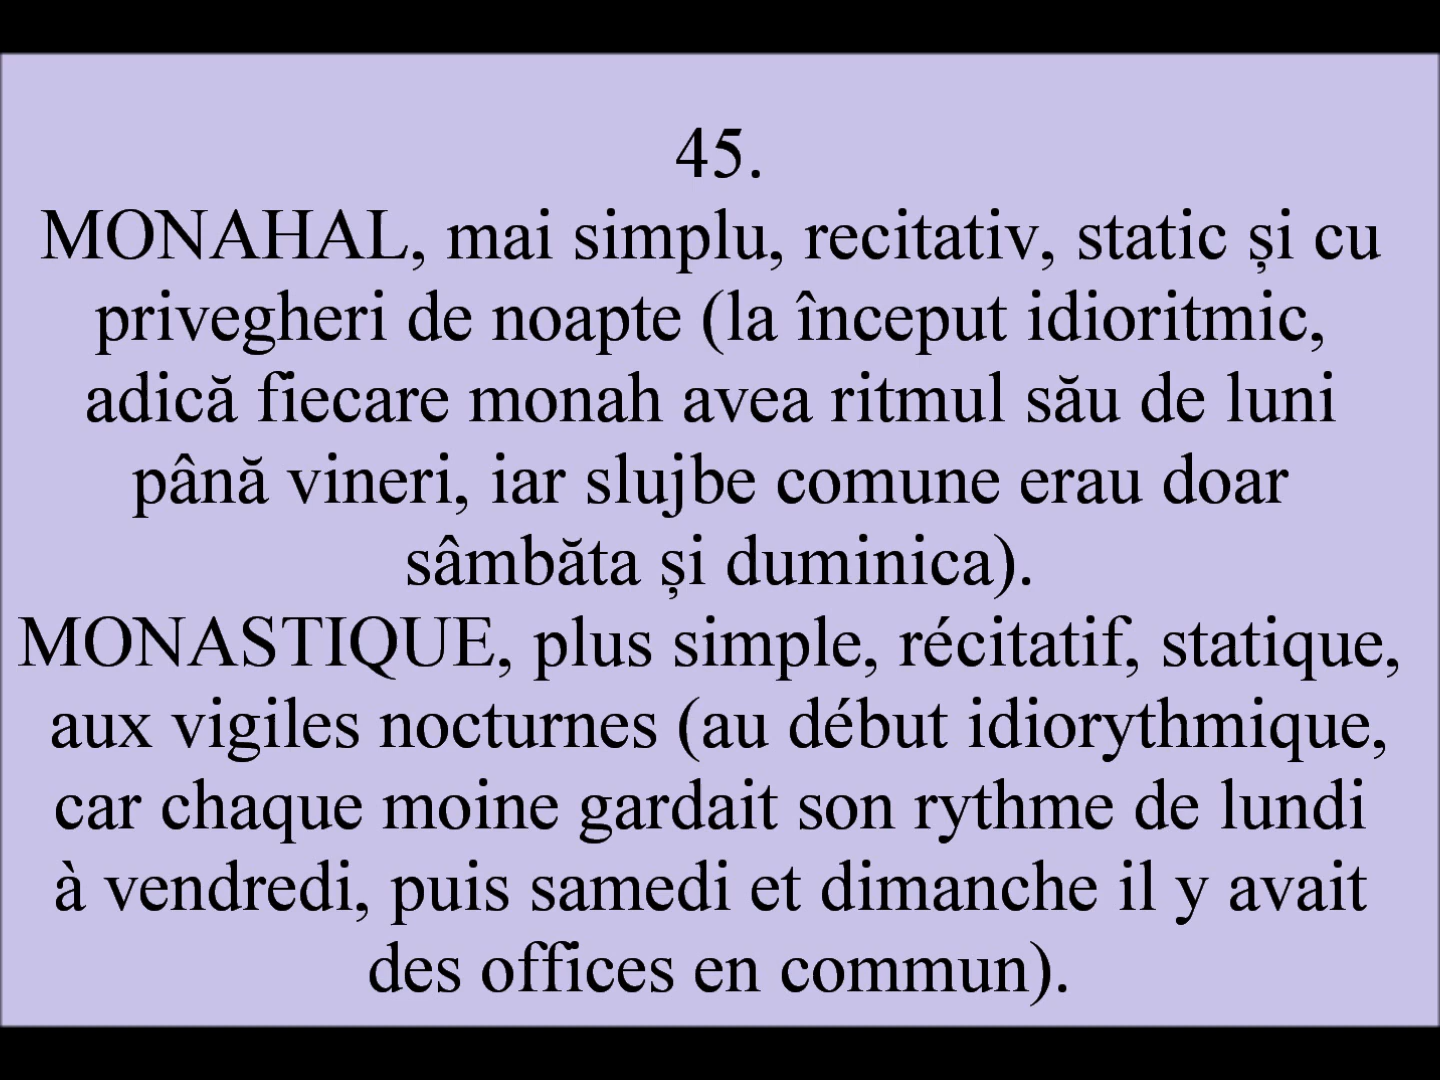 45.
MONAHAL, mai simplu, recitativ, static și cu
privegheri de noapte (la început idioritmic,
adică fiecare monah avea ritmul său de luni
până vineri, iar slujbe comune erau doar
sâmbăta și duminica).
MONASTIQUE, plus simple, récitatif, statique,
aux vigiles nocturnes (au début idiorythmique,
car chaque moine gardait son rythme de lundi
à vendredi, puis samedi et dimanche il y avait
des offices en commun).